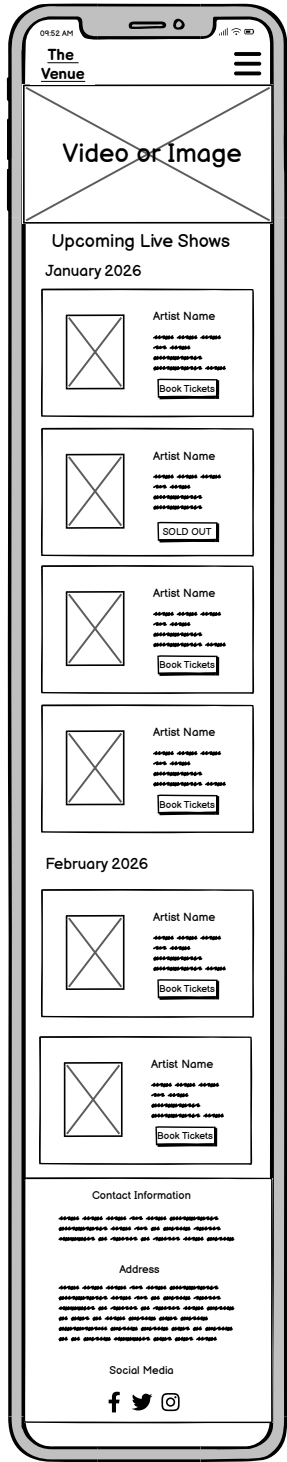 09:52 AM
The
Venue
Video or Image
Upcoming Live Shows
January 2026
Artist Name
Book Tickets
Artist Name
SOLD OUT
Artist Name
Book Tickets
Artist Name
Book Tickets
February 2026
Artist Name
Book Tickets
Artist Name
Book Tickets
Contact Information
Address
Social Media